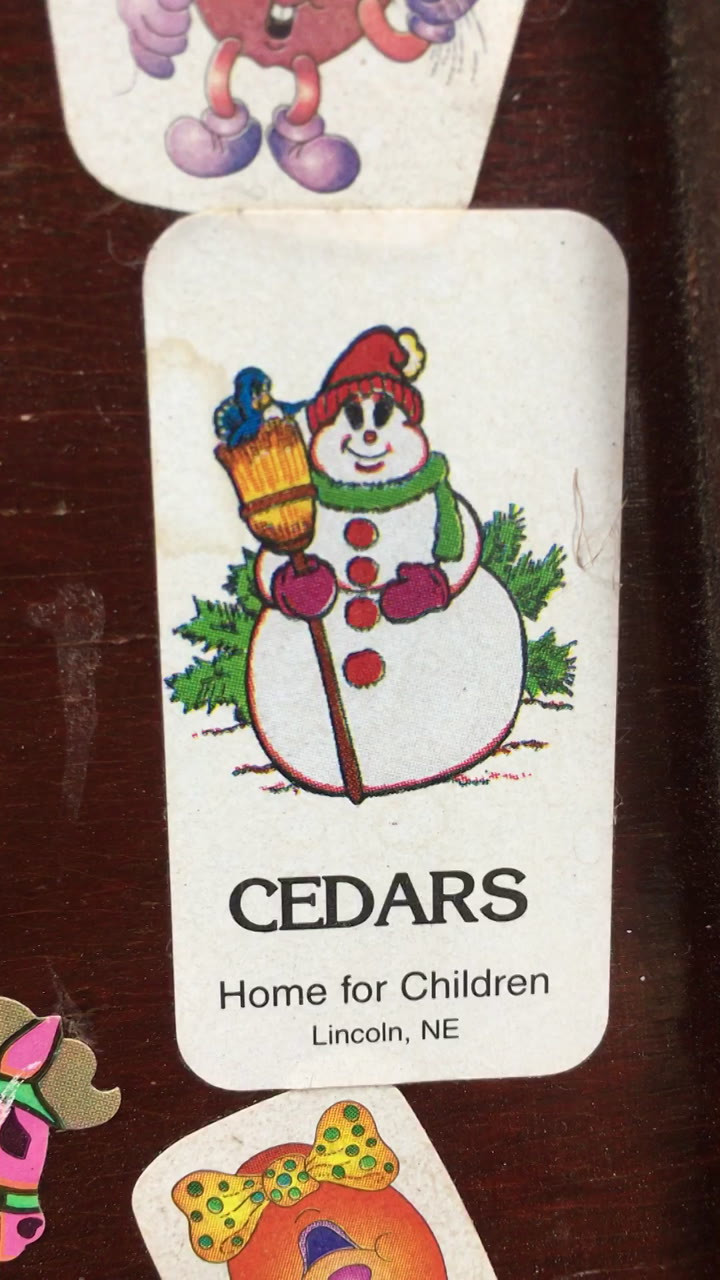 CEDARS
Home for Children
Lincoln, NE